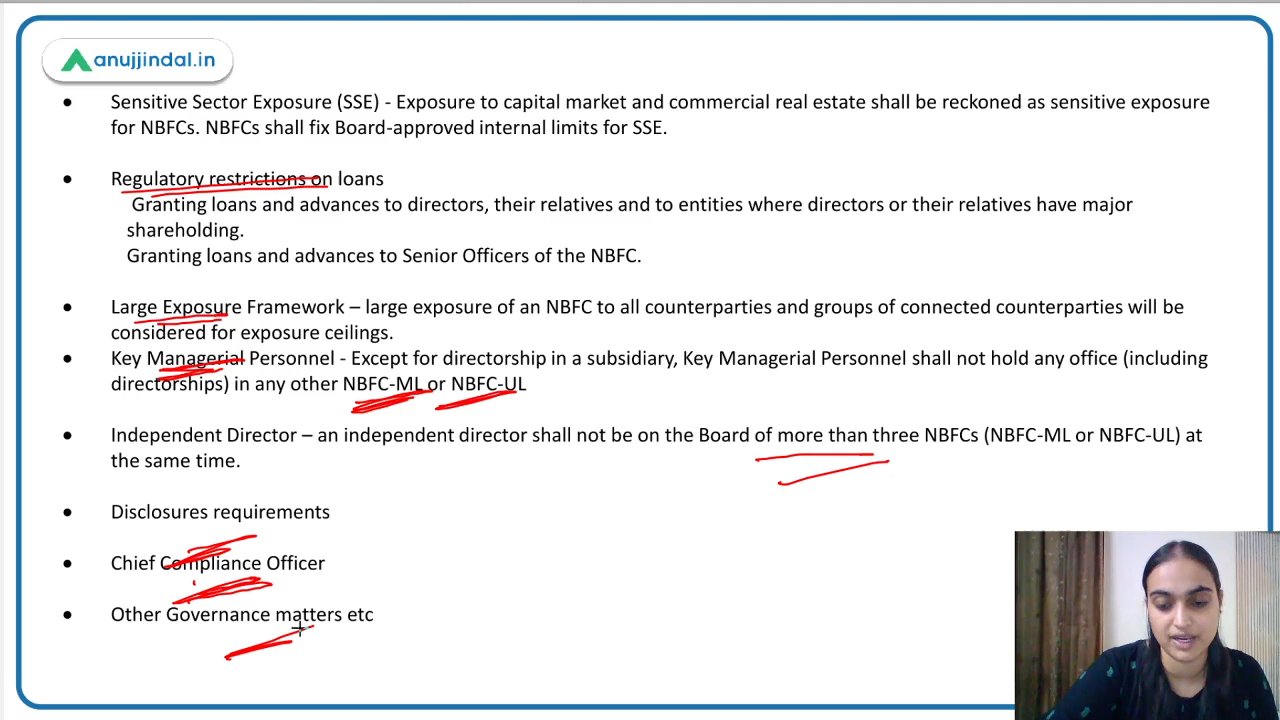 anujjindal.in
• Sensitive Sector Exposure (SSE) - Exposure to capital market and commercial real estate shall be reckoned as sensitive exposure
for NBFCs. NBFCs shall fix Board-approved internal limits for SSE.
• Regulatory restrictions on loans
Granting loans and advances to directors, their relatives and to entities where directors or their relatives have major
shareholding.
Granting loans and advances to Senior Officers of the NBFC.
• Large Exposure Framework – large exposure of an NBFC to all counterparties and groups of connected counterparties will be
considered for exposure ceilings.
• Key Managerial Personnel - Except for directorship in a subsidiary, Key Managerial Personnel shall not hold any office (including
directorships) in any other NBFC-ML or NBFC-UL
• Independent Director – an independent director shall not be on the Board of more than three NBFCs (NBFC-ML or NBFC-UL) at
the same time.
• Disclosures requirements
• Chief Compliance Officer
• Other Governance matters etc